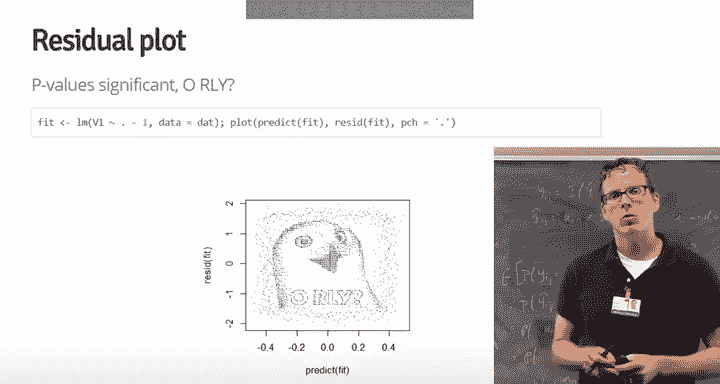 Residual plot
P-values significant, O RLY?
fit <- lm(V1 ~ . - 1, data = dat); plot(predict(fit), resid(fit), pch = '.')
resid(fit)
2
1
0
-1
-2
O RLY?
-0.4 -0.2 0.0 0.2 0.4
predict(fit)